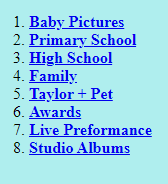 1. Baby Pictures
2. Primary School
3. High School
4. Family
5. Taylor + Pet
6. Awards
7. Live Preformance
8. Studio Albums